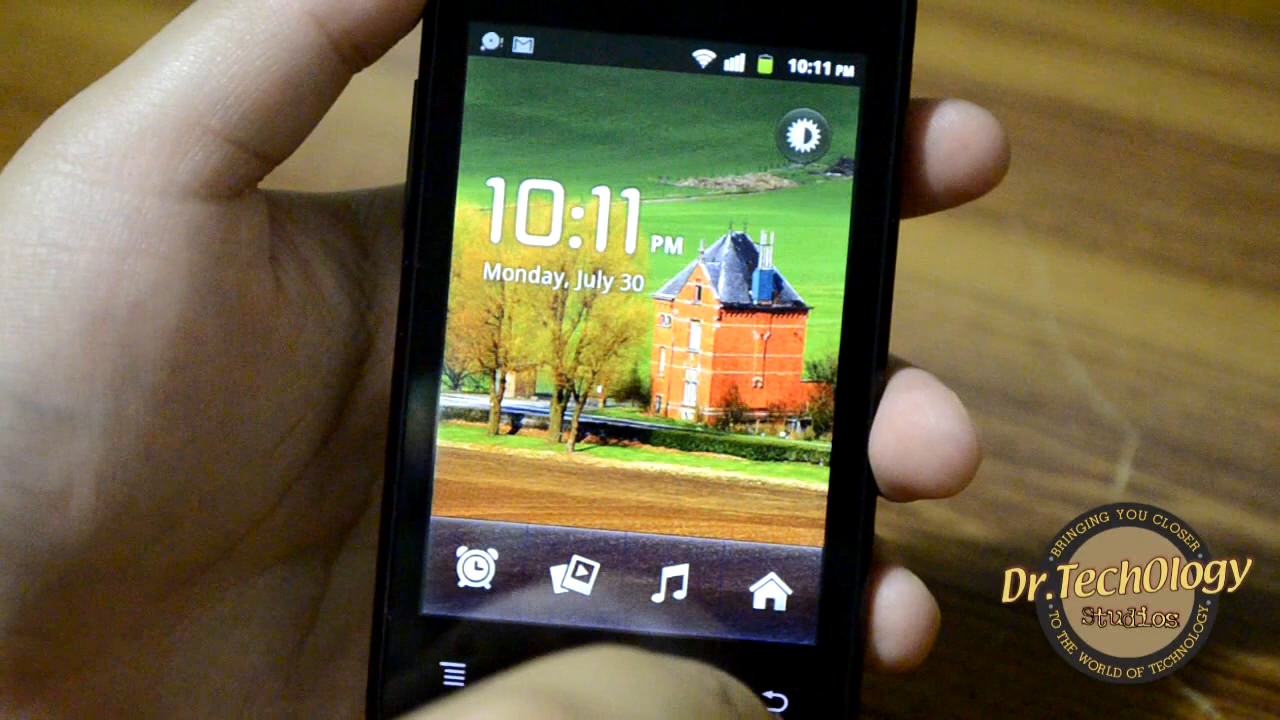 10:11 PM
10:11 PM
Monday, July 30
BRINGING YOU CLOSER
Dr.TechOlogy
Studios
TO THE WORLD OF TECHNOLOGY